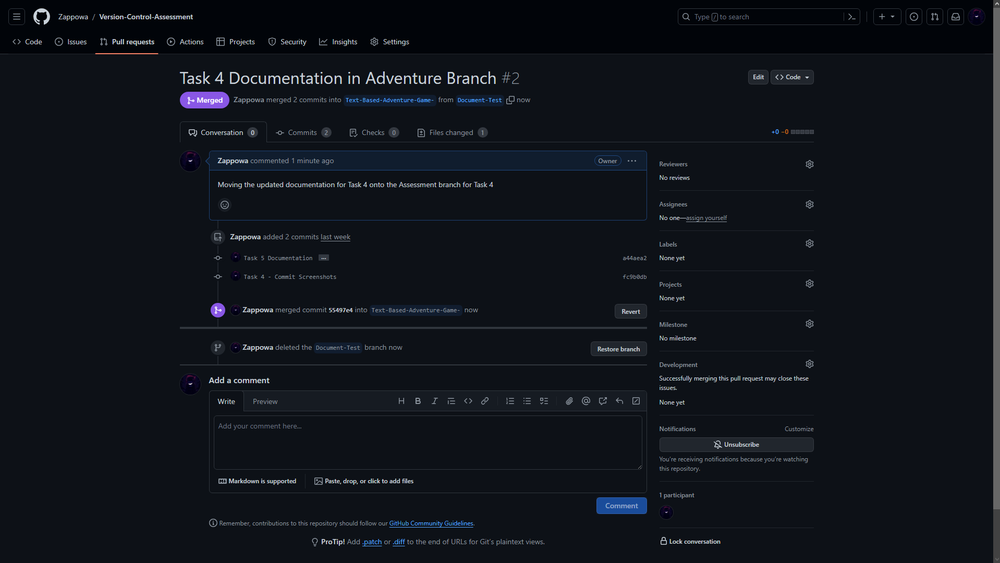 Zappowa / Version-Control-Assessment
Type / to search
Code Issues Pull requests Actions Projects Security Insights Settings
Task 4 Documentation in Adventure Branch #2
Edit
Code
Merged Zappowa merged 2 commits into Text-Based-Adventure-Game- from Document-Test now
Conversation 0 Commits 2 Checks 0 Files changed 1
+0 −0
Zappowa commented 1 minute ago
Owner
Moving the updated documentation for Task 4 onto the Assessment branch for Task 4
Zappowa added 2 commits last week
Task 5 Documentation ...
a44aea2
Task 4 - Commit Screenshots
fc9b0db
Zappowa merged commit 55497e4 into Text-Based-Adventure-Game- now
Revert
Zappowa deleted the Document-Test branch now
Restore branch
Add a comment
Write Preview
Add your comment here...
Markdown is supported
Paste, drop, or click to add files
Comment
Remember, contributions to this repository should follow our GitHub Community Guidelines.
ProTip! Add .patch or .diff to the end of URLs for Git's plaintext views.
Reviewers
No reviews
Assignees
No one—assign yourself
Labels
None yet
Projects
None yet
Milestone
No milestone
Development
Successfully merging this pull request may close these
issues.
None yet
Notifications
Customize
Unsubscribe
You're receiving notifications because you're watching
this repository.
1 participant
Lock conversation